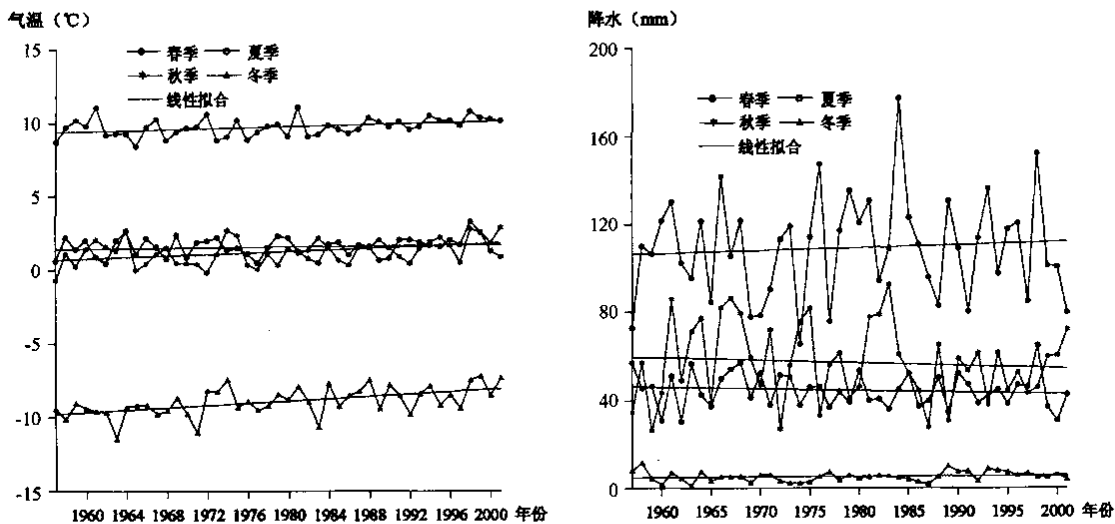 气温（℃）
15
春季
夏季
秋季
冬季
线性拟合
10
5
0
-5
-10
-15
1960 1964 1968 1972 1976 1980 1984 1988 1992 1996 2000 年份
降水（mm）
200
春季
夏季
秋季
冬季
线性拟合
160
120
80
40
0
1960 1965 1970 1975 1980 1985 1990 1995 2000 年份